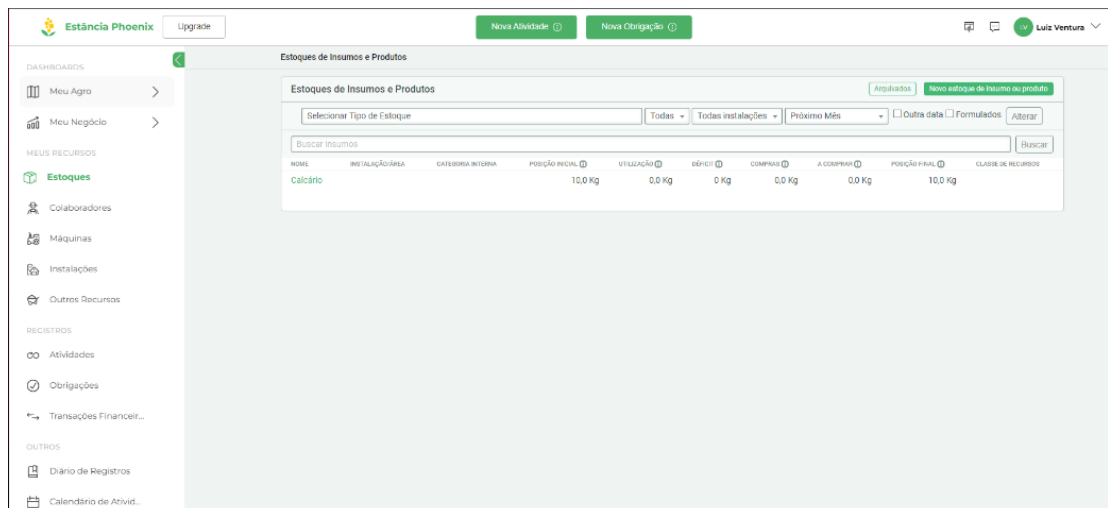 Estância Phoenix
Upgrade
Nova Atividade
Nova Obrigação
LV
Luiz Ventura
DASHBOARDS
Meu Agro
Meu Negócio
MEUS RECURSOS
Estoques
Colaboradores
Máquinas
Instalações
Outros Recursos
REGISTROS
Atividades
Obrigações
Transações Financeir...
OUTROS
Diário de Registros
Calendário de Ativid...
Estoques de Insumos e Produtos
Estoques de Insumos e Produtos
Arquivados
Novo estoque de insumo ou produto
Selecionar Tipo de Estoque
Todas
Todas instalações
Próximo Mês
Outra data
Formulados
Alterar
Buscar Insumos
Buscar
NOME INSTALAÇÃO/ÁREA CATEGORIA INTERNA POSIÇÃO INICIAL UTILIZAÇÃO DÉFICIT COMPRAS A COMPRAR POSIÇÃO FINAL CLASSE DE RECURSOS
Calcário 10,0 Kg 0,0 Kg 0 Kg 0,0 Kg 0,0 Kg 10,0 Kg